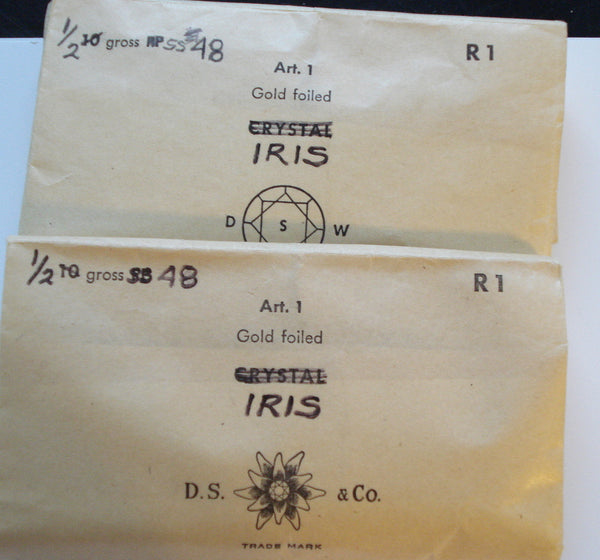 1/2 10 gross SS 48
R1
Art. 1
Gold foiled
CRYSTAL
IRIS
D S W
1/2 10 gross SS 48
R1
Art. 1
Gold foiled
CRYSTAL
IRIS
D.S. & Co.
TRADE MARK